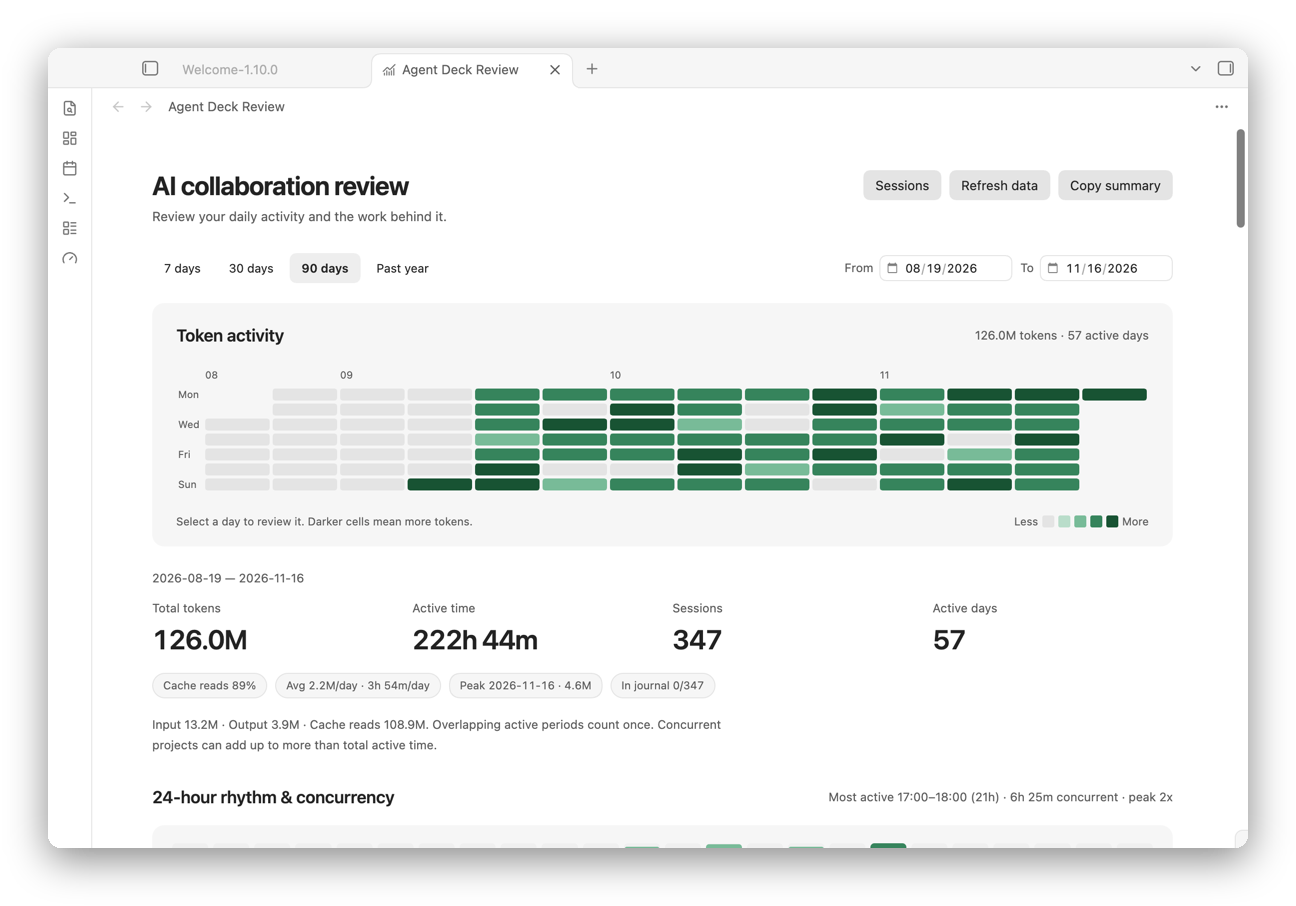 Welcome-1.10.0
Agent Deck Review
Agent Deck Review
AI collaboration review
Sessions
Refresh data
Copy summary
Review your daily activity and the work behind it.
7 days
30 days
90 days
Past year
From
08/19/2026
To
11/16/2026
Token activity
126.0M tokens · 57 active days
08
09
10
11
Mon
Wed
Fri
Sun
Select a day to review it. Darker cells mean more tokens.
Less
More
2026-08-19 — 2026-11-16
Total tokens
Active time
Sessions
Active days
126.0M
222h 44m
347
57
Cache reads 89%
Avg 2.2M/day · 3h 54m/day
Peak 2026-11-16 · 4.6M
In journal 0/347
Input 13.2M · Output 3.9M · Cache reads 108.9M. Overlapping active periods count once. Concurrent
projects can add up to more than total active time.
24-hour rhythm & concurrency
Most active 17:00–18:00 (21h) · 6h 25m concurrent · peak 2x